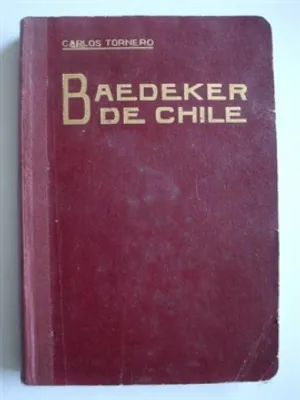 CARLOS TORNERO
BAEDEKER
DE CHILE